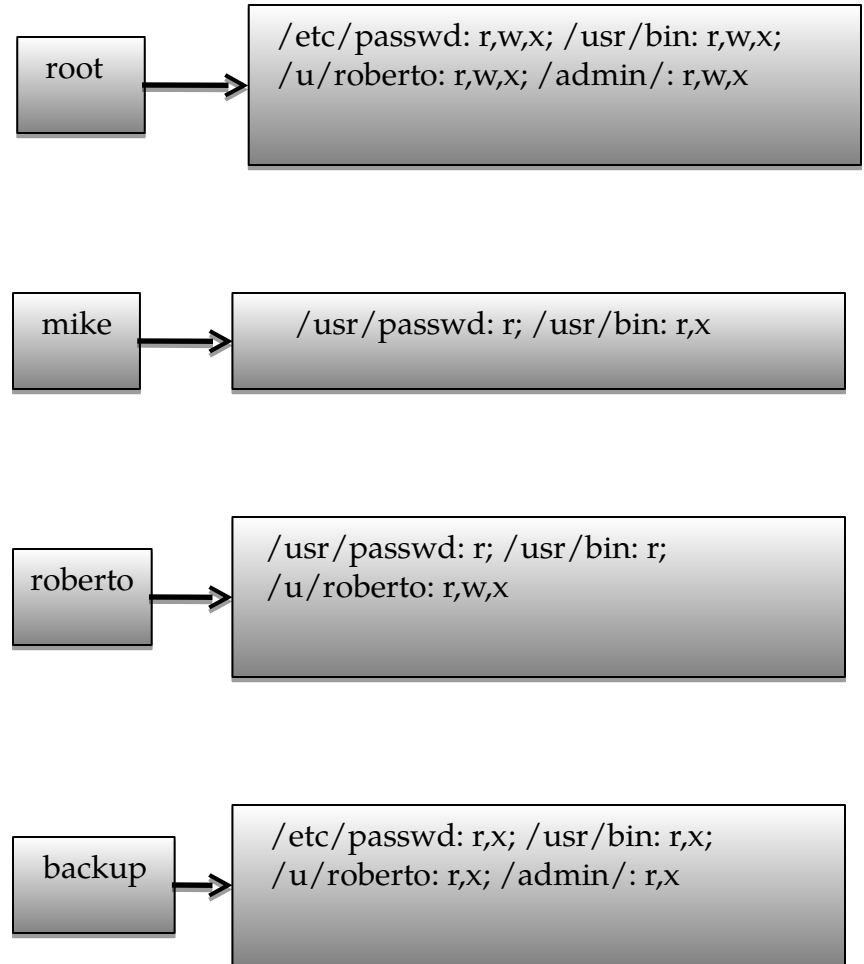 root
/etc/passwd: r,w,x; /usr/bin: r,w,x;
/u/roberto: r,w,x; /admin/: r,w,x
mike
/usr/passwd: r; /usr/bin: r,x
roberto
/usr/passwd: r; /usr/bin: r;
/u/roberto: r,w,x
backup
/etc/passwd: r,x; /usr/bin: r,x;
/u/roberto: r,x; /admin/: r,x